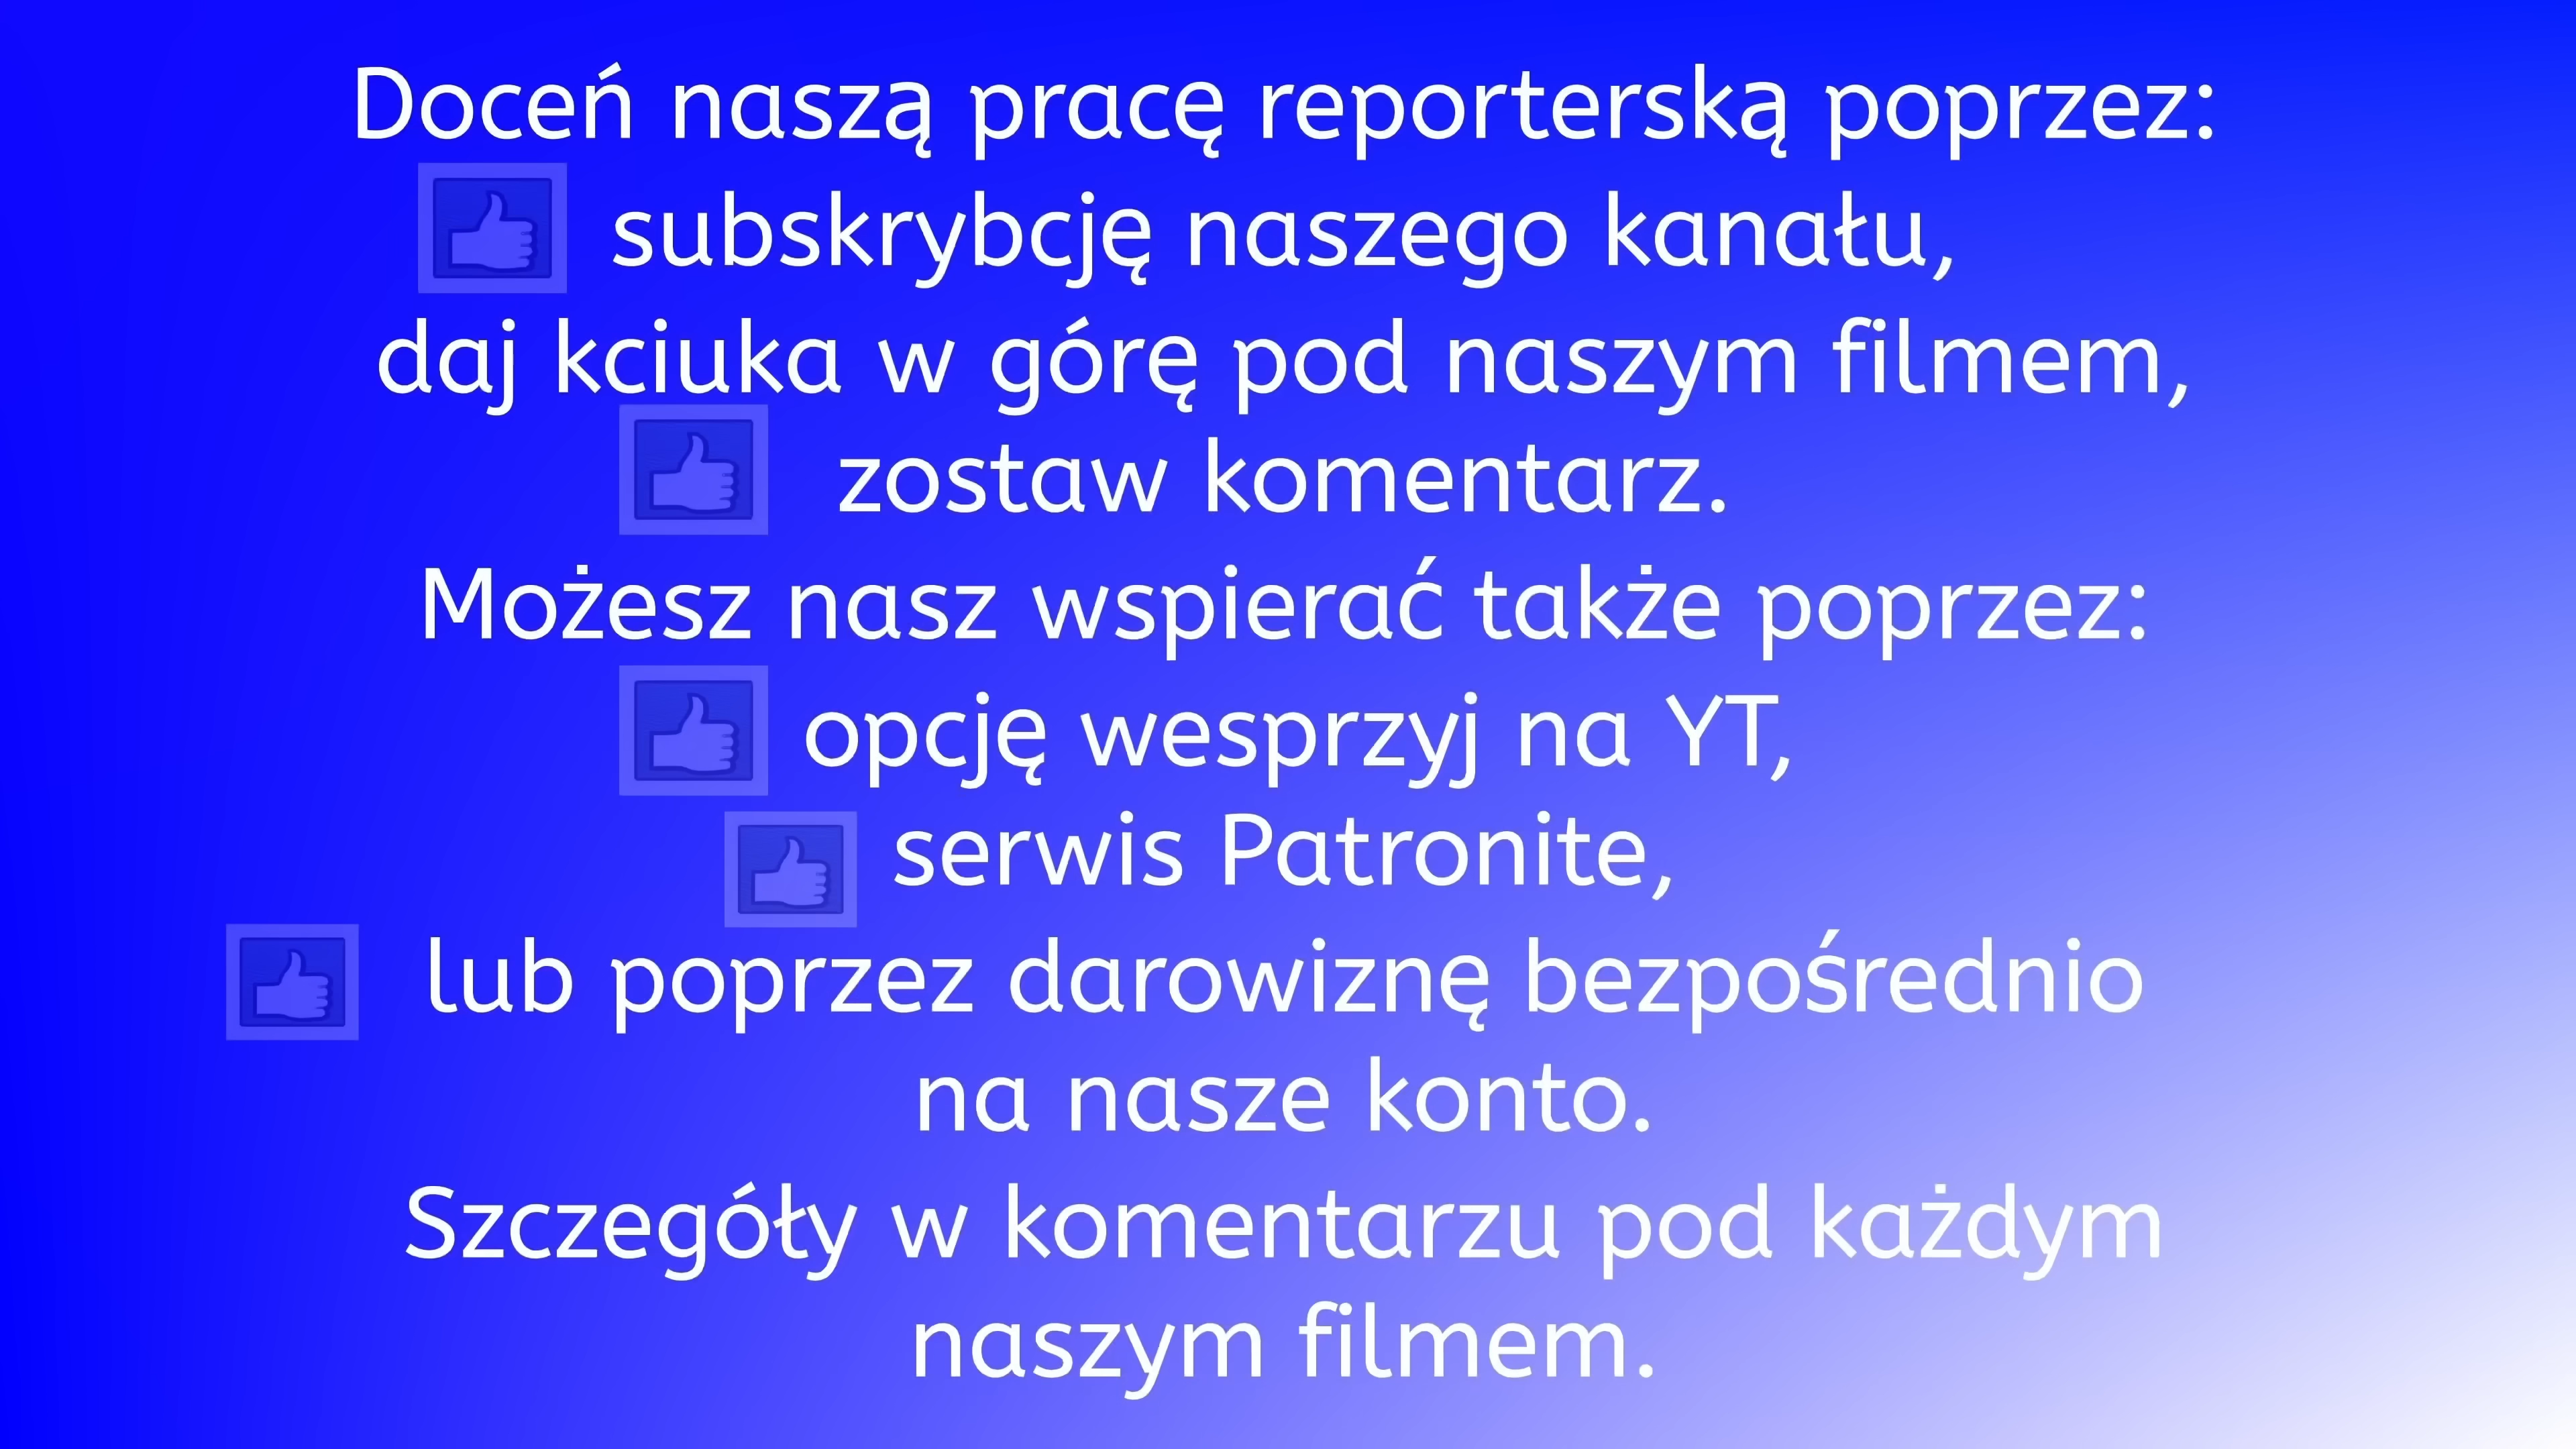 Doceń naszą pracę reporterską poprzez:
subskrybcję naszego kanału,
daj kciuka w górę pod naszym filmem,
zostaw komentarz.
Możesz nasz wspierać także poprzez:
opcję wesprzyj na YT,
serwis Patronite,
lub poprzez darowiznę bezpośrednio
na nasze konto.
Szczegóły w komentarzu pod każdym
naszym filmem.